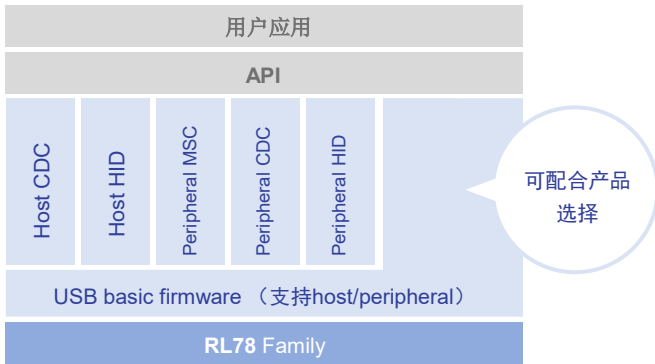 用户应用
API
Host CDC
Host HID
Peripheral MSC
Peripheral CDC
Peripheral HID
可配合产品
选择
USB basic firmware （支持host/peripheral）
RL78 Family